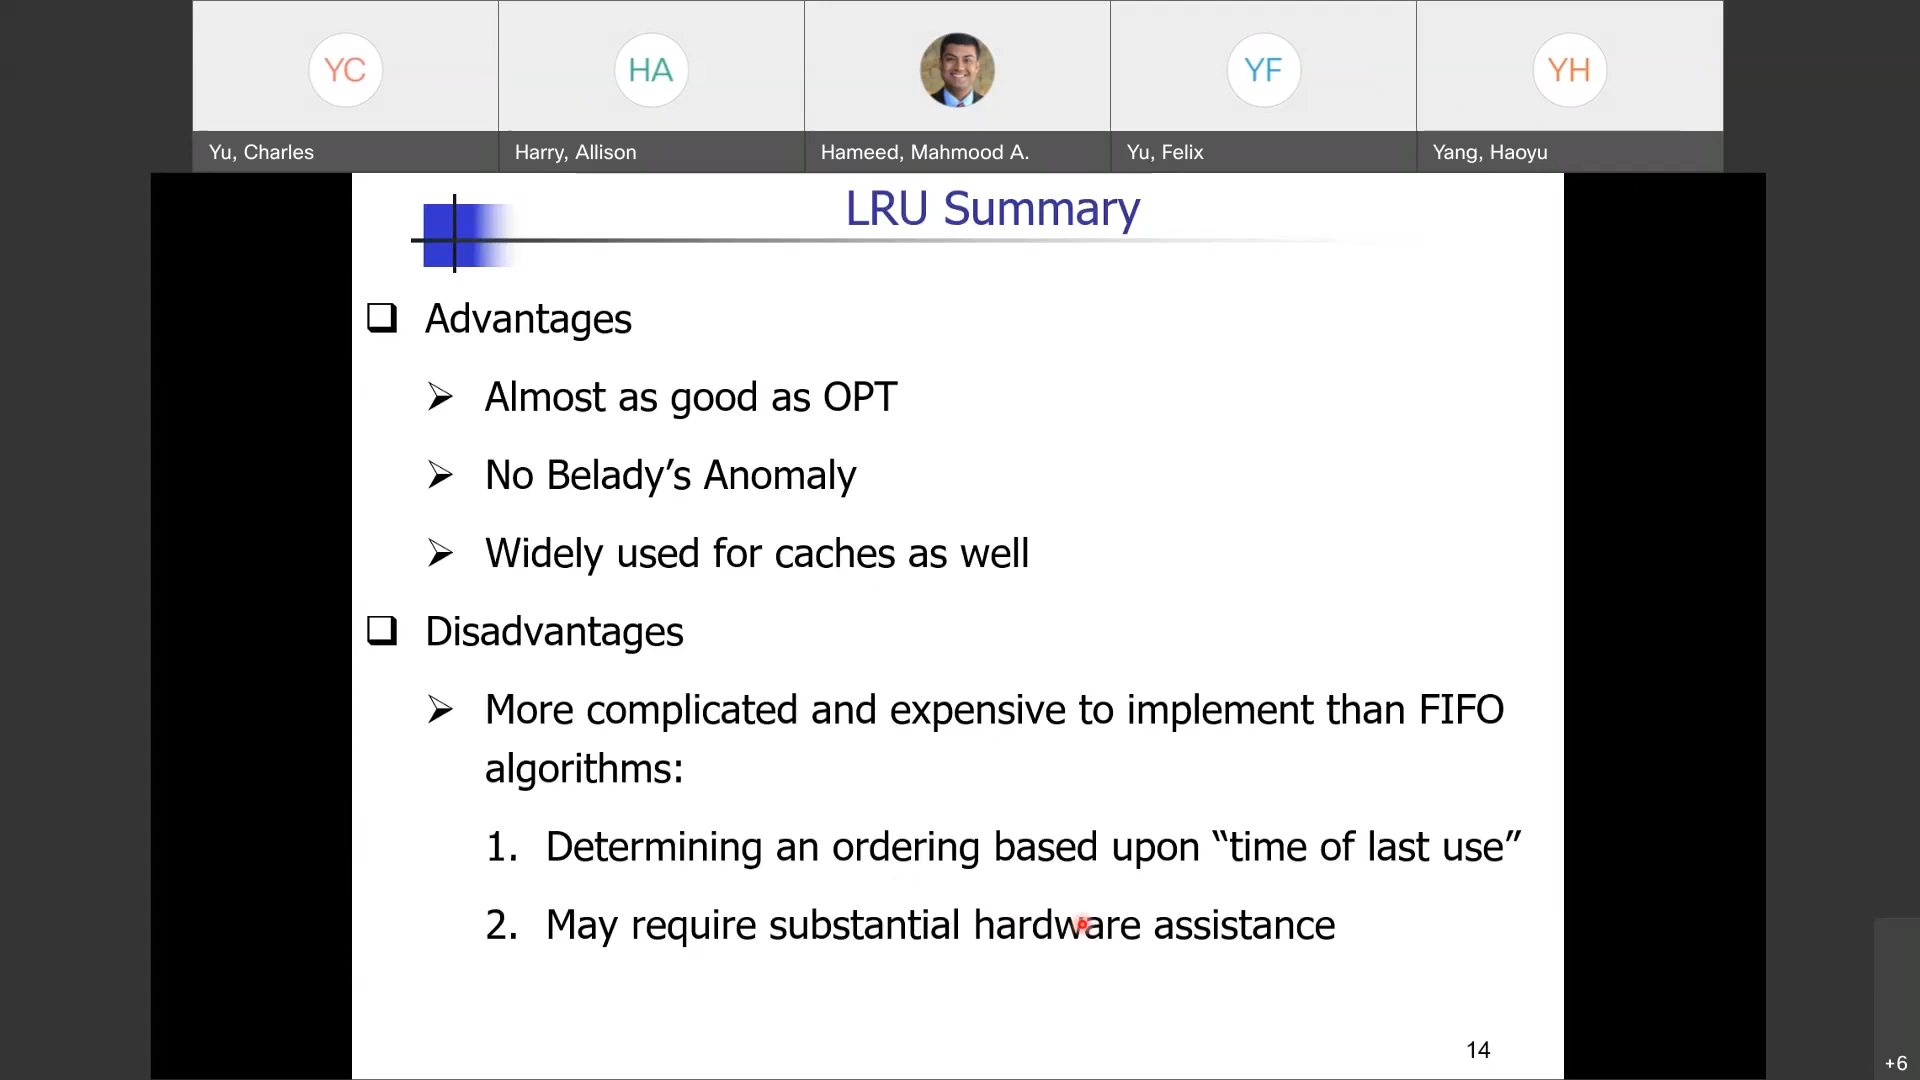 YC
HA
YF
YH
Yu, Charles
Harry, Allison
Hameed, Mahmood A.
Yu, Felix
Yang, Haoyu
LRU Summary
Advantages
Almost as good as OPT
No Belady’s Anomaly
Widely used for caches as well
Disadvantages
More complicated and expensive to implement than FIFO
algorithms:
1. Determining an ordering based upon “time of last use”
2. May require substantial hardware assistance
14
+6